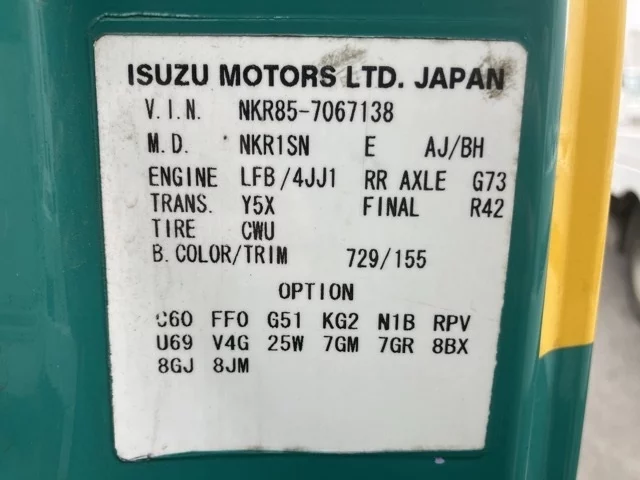 ISUZU MOTORS LTD. JAPAN
V.I.N. NKR85-7067138
M.D. NKR1SN E AJ/BH
ENGINE LFB/4JJ1 RR AXLE G73
TRANS. Y5X FINAL R42
TIRE CWU
B.COLOR/TRIM 729/155
OPTION
C60 FF0 G51 KG2 N1B RPV
U69 V4G 25W 7GM 7GR 8BX
8GJ 8JM